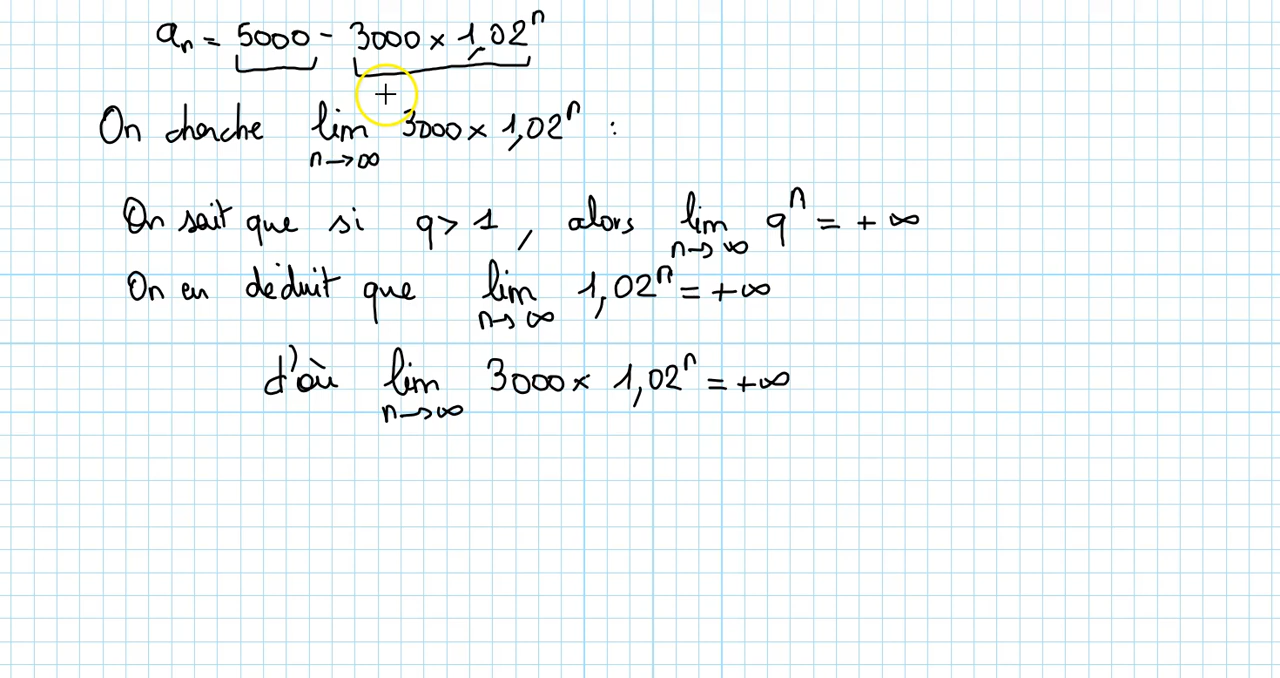 aₙ = 5000 - 3000 × 1,02ⁿ
On cherche lim n→∞ 3000 × 1,02ⁿ :
On sait que si q > 1, alors lim n→∞ qⁿ = +∞
On en déduit que lim n→∞ 1,02ⁿ = +∞
d'où lim n→∞ 3000 × 1,02ⁿ = +∞